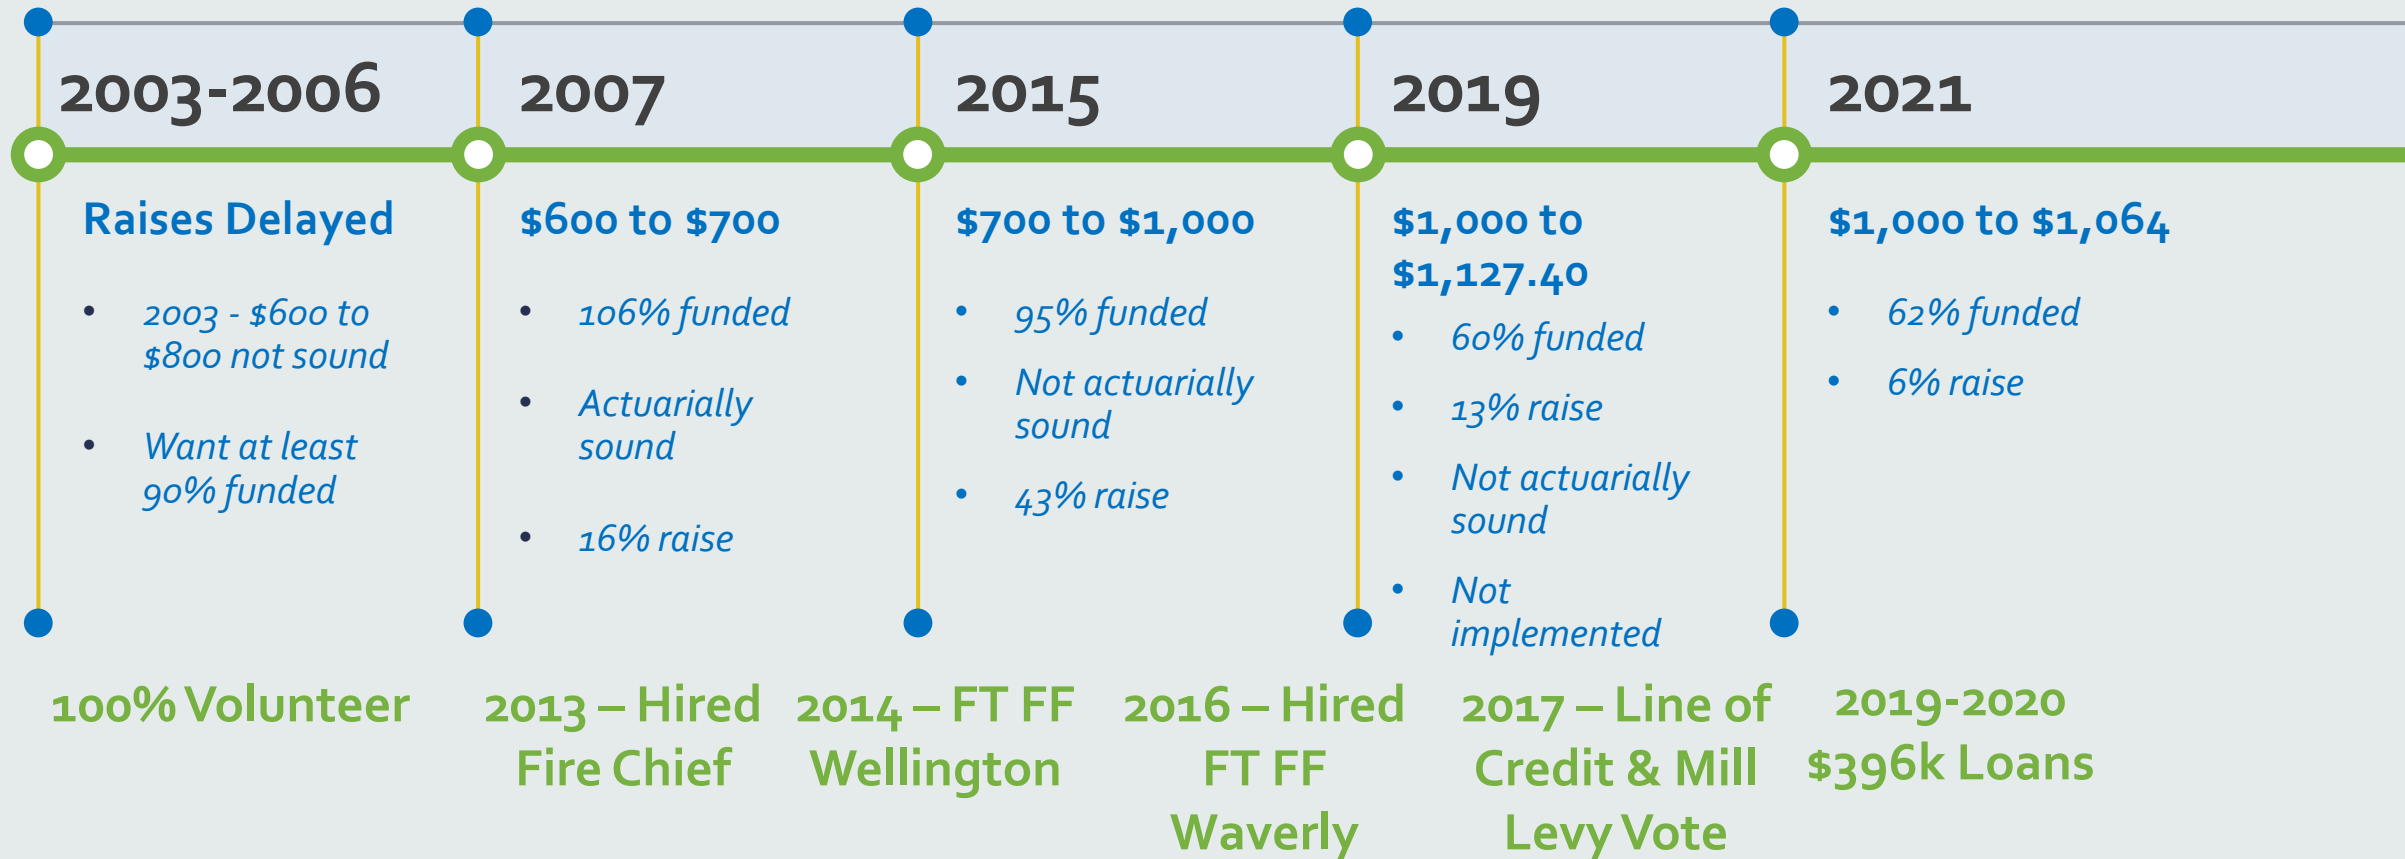 2003-2006
Raises Delayed
• 2003 - $600 to
$800 not sound
• Want at least
90% funded
2007
$600 to $700
• 106% funded
• Actuarially
sound
• 16% raise
2015
$700 to $1,000
• 95% funded
• Not actuarially
sound
• 43% raise
2019
$1,000 to
$1,127.40
• 60% funded
• 13% raise
• Not actuarially
sound
• Not
implemented
2021
$1,000 to $1,064
• 62% funded
• 6% raise
100% Volunteer
2013 – Hired
Fire Chief
2014 – FT FF
Wellington
2016 – Hired
FT FF
Waverly
2017 – Line of
Credit & Mill
Levy Vote
2019-2020
$396k Loans